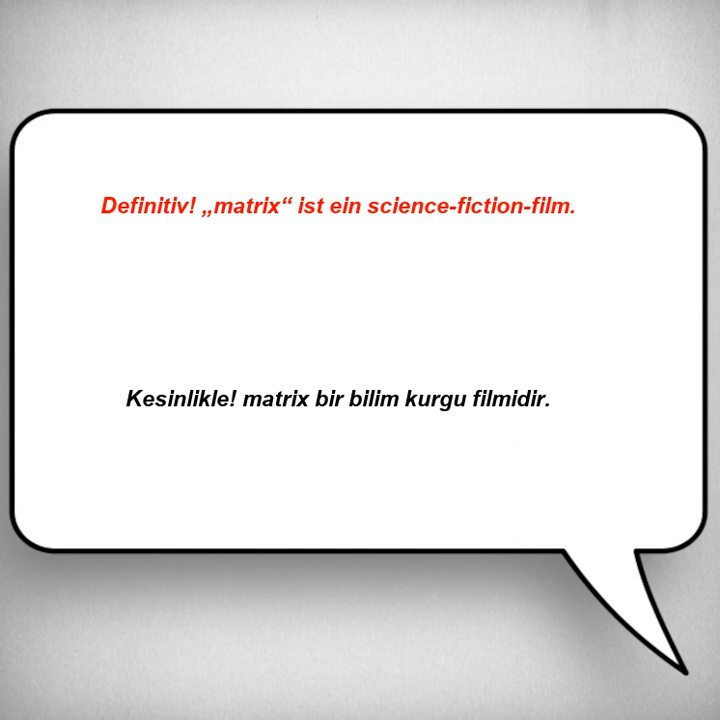 Definitiv! „matrix“ ist ein science-fiction-film.
Kesinlikle! matrix bir bilim kurgu filmidir.